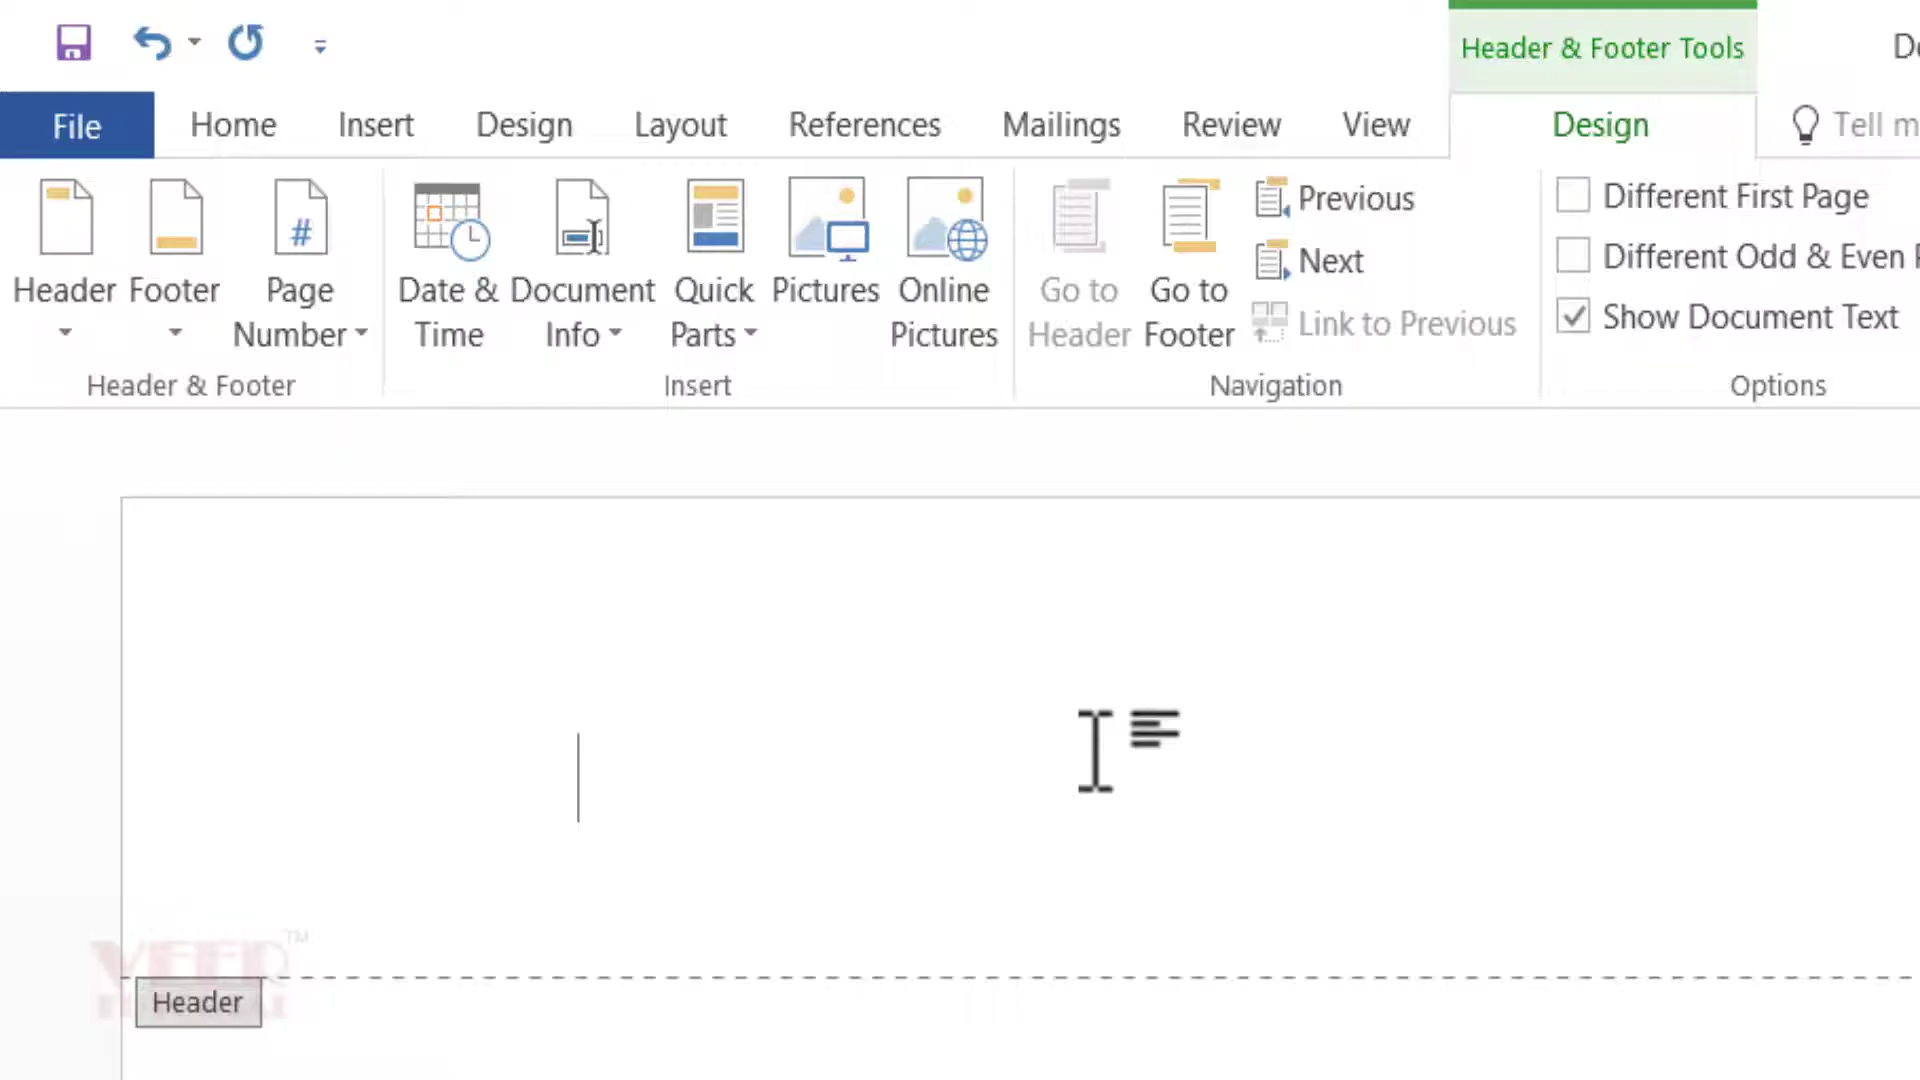 Header & Footer Tools
File Home Insert Design Layout References Mailings Review View Design Tell
Header Footer Page Number
Date & Time Document Info Quick Parts Pictures Online Pictures
Go to Header Go to Footer
Previous
Next
Link to Previous
Different First Page
Different Odd & Even
Show Document Text
Header & Footer Insert Navigation Options
#
TM
Header